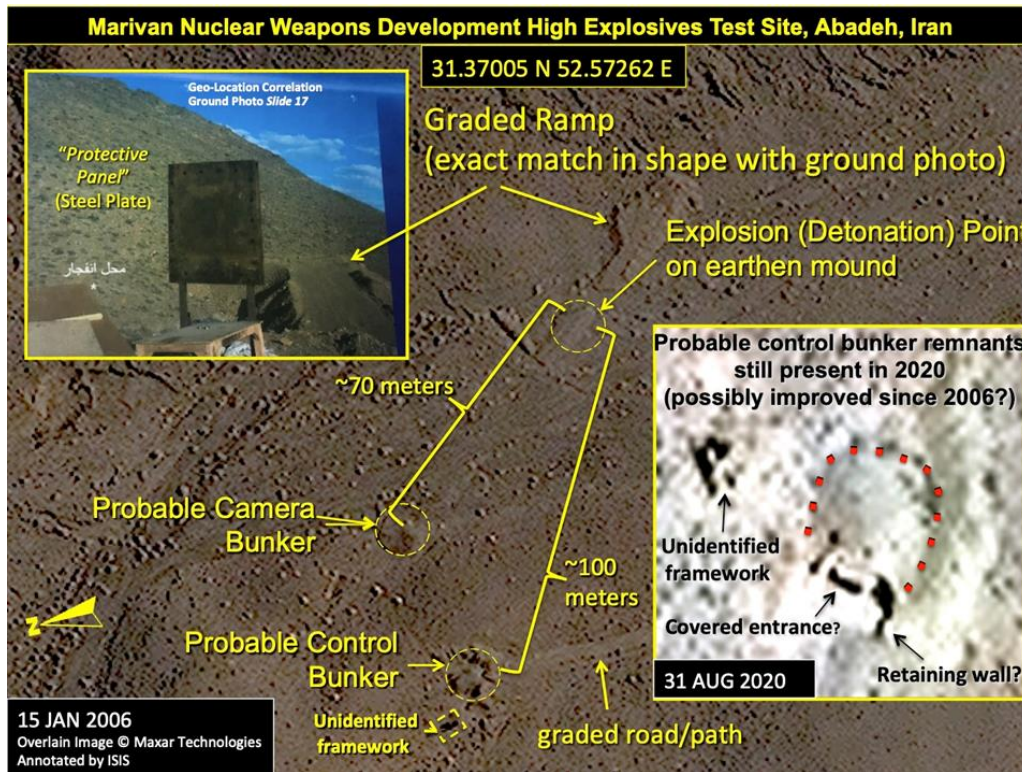 Marivan Nuclear Weapons Development High Explosives Test Site, Abadeh, Iran
31.37005 N 52.57262 E
Geo-Location Correlation
Ground Photo Slide 17
"Protective
Panel"
(Steel Plate)
محل انفجار
*
Graded Ramp
(exact match in shape with ground photo)
Explosion (Detonation) Point
on earthen mound
~70 meters
Probable Camera
Bunker
~100
meters
Probable Control
Bunker
Unidentified
framework
graded road/path
N
15 JAN 2006
Overlain Image © Maxar Technologies
Annotated by ISIS
Probable control bunker remnants
still present in 2020
(possibly improved since 2006?)
Unidentified
framework
Covered entrance?
Retaining wall?
31 AUG 2020